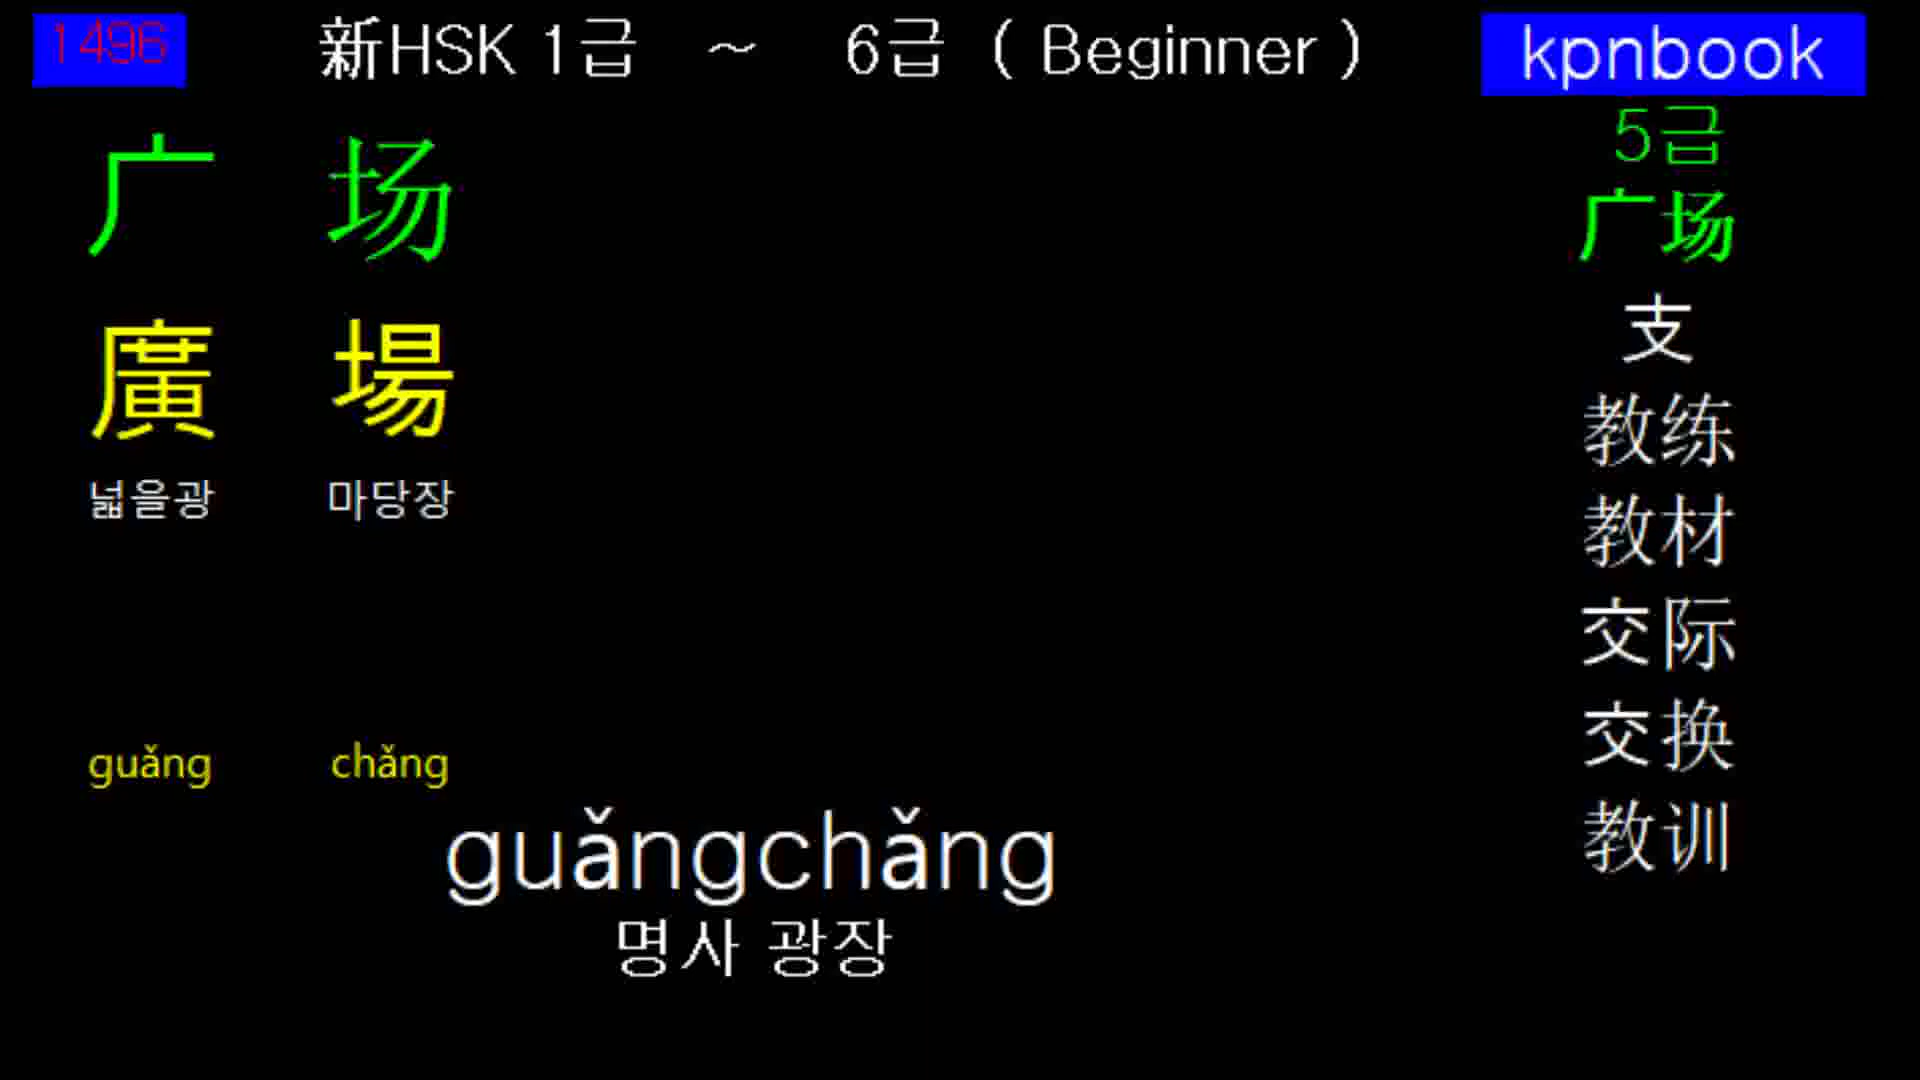 1496 新HSK 1급 ~ 6급 ( Beginner ) kpnbook
广 场
廣 場
넓을광 마당장
guǎng chǎng
guǎngchǎng
명사 광장
5급
广场
支
教练
教材
交际
交换
教训